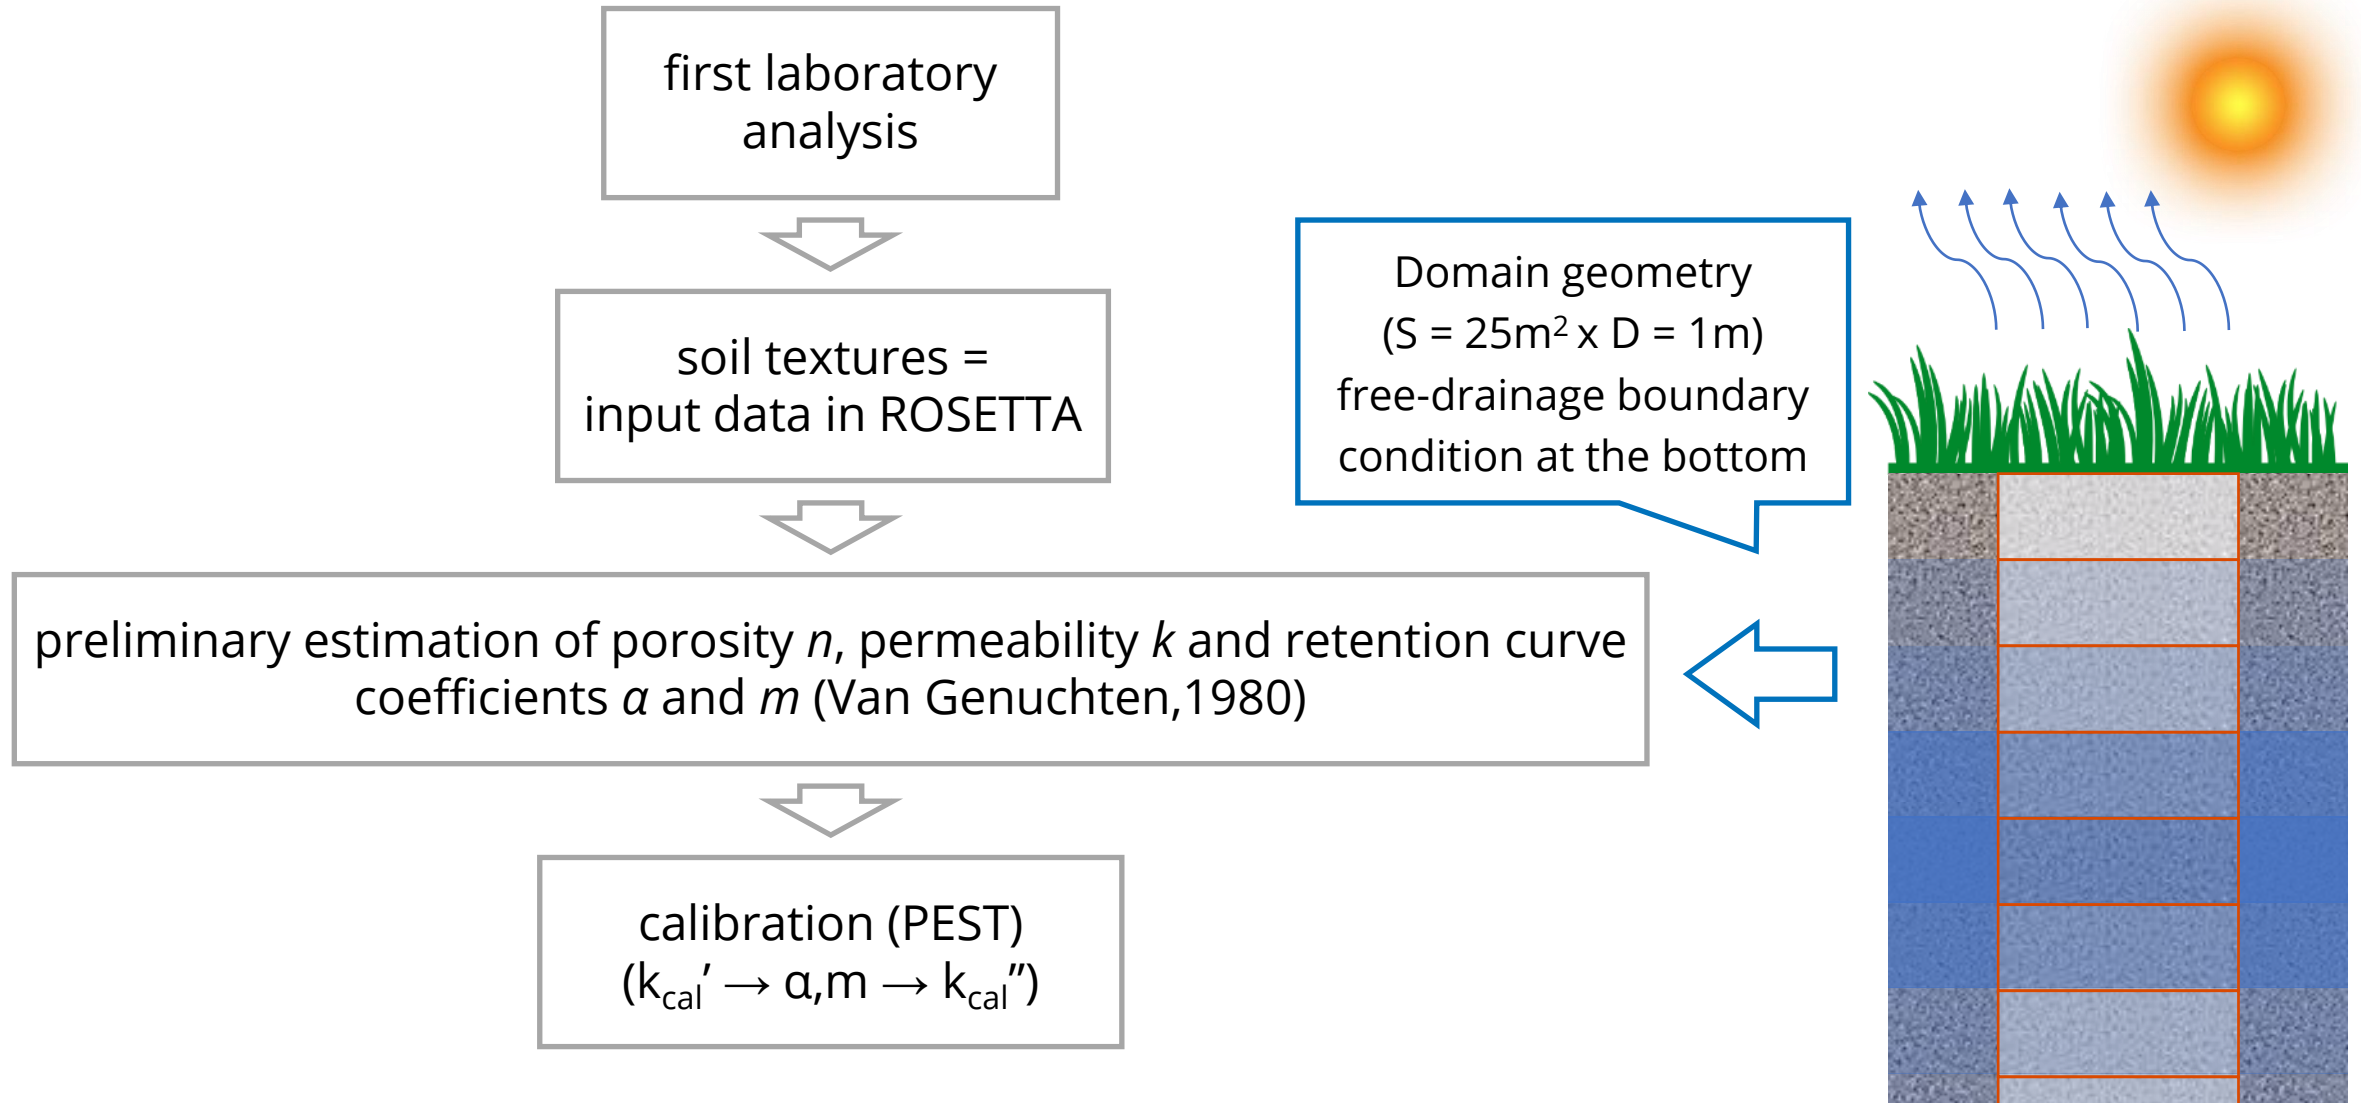 first laboratory
analysis
soil textures =
input data in ROSETTA
Domain geometry
(S = 25m² x D = 1m)
free-drainage boundary
condition at the bottom
preliminary estimation of porosity n, permeability k and retention curve
coefficients α and m (Van Genuchten,1980)
calibration (PEST)
(kcal′ → α,m → kcal″)